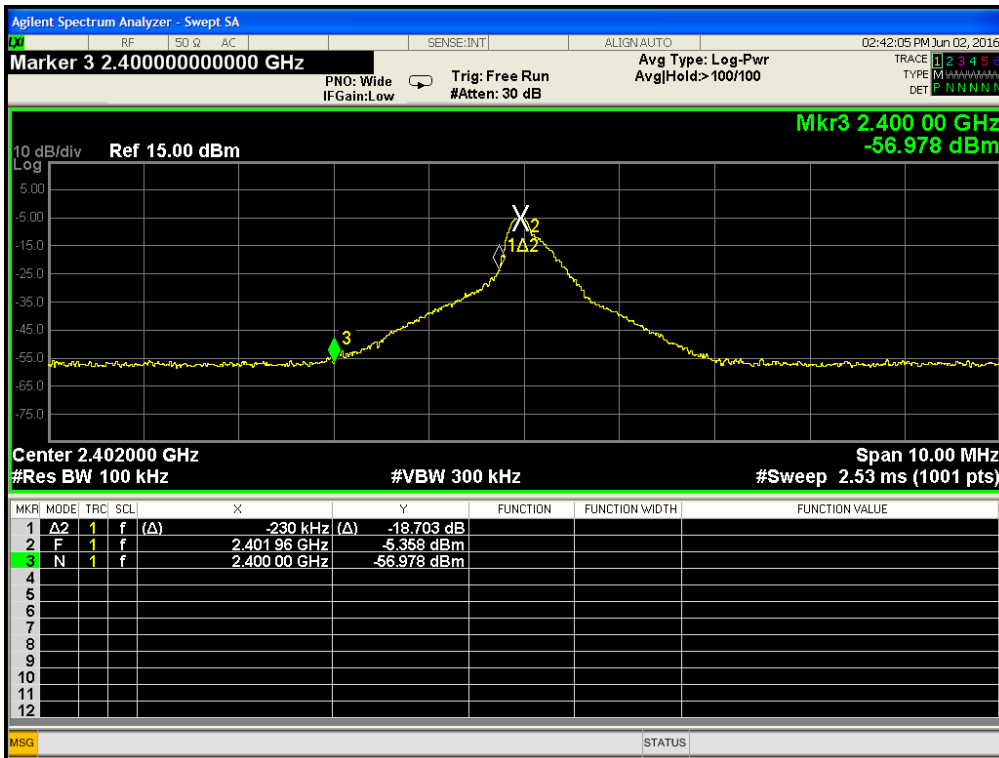 Agilent Spectrum Analyzer - Swept SA
LXI RF 50 Ω AC SENSE:INT ALIGN AUTO 02:42:05 PM Jun 02, 2016
Marker 3 2.400000000000 GHz
PNO: Wide
IFGain:Low
Trig: Free Run
#Atten: 30 dB
Avg Type: Log-Pwr
Avg|Hold:>100/100
TRACE 1 2 3 4 5 6
TYPE M
DET P N N N N N
Mkr3 2.400 00 GHz
-56.978 dBm
10 dB/div Ref 15.00 dBm
Log
5.00
-5.00
-15.0
-25.0
-35.0
-45.0
-55.0
-65.0
-75.0
2
1Δ2
3
Center 2.402000 GHz Span 10.00 MHz
#Res BW 100 kHz #VBW 300 kHz #Sweep 2.53 ms (1001 pts)
MKR MODE TRC SCL X Y FUNCTION FUNCTION WIDTH FUNCTION VALUE
1 Δ2 1 f (Δ) -230 kHz (Δ) -18.703 dB
2 F 1 f 2.401 96 GHz -5.358 dBm
3 N 1 f 2.400 00 GHz -56.978 dBm
4
5
6
7
8
9
10
11
12
MSG STATUS